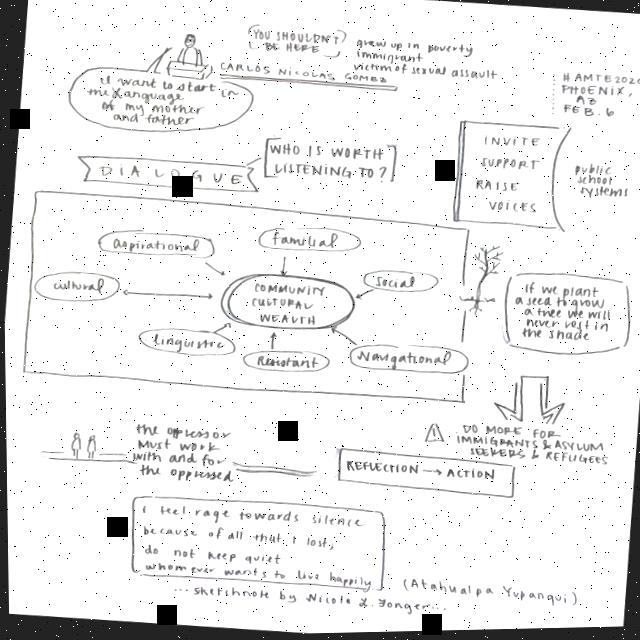 YOU SHOULDN'T
BE HERE
grew up in poverty
immigrant
victim of sexual assault
CARLOS NICOLÁS GÓMEZ
I want to start in
the language
of my mother
and father
#AMTE2020
PHOENIX,
AZ
FEB. 6
DIALOGUE
WHO IS WORTH
LISTENING TO?
INVITE
SUPPORT
RAISE
VOICES
public
school
systems
aspirational
familial
cultural
social
COMMUNITY
CULTURAL
WEALTH
linguistic
Resistant
Navigational
If we plant
a seed to grow
a tree we will
never rest in
the shade
the oppressor
must work
with and for
the oppressed
DO MORE FOR
IMMIGRANTS & ASYLUM
SEEKERS & REFUGEES
REFLECTION → ACTION
I feel rage towards silence
because of all that I lost,
do not keep quiet
whomever wants to live happily
(Atahualpa Yupanqui)
...sketchnote by Nicole L. Fonger...